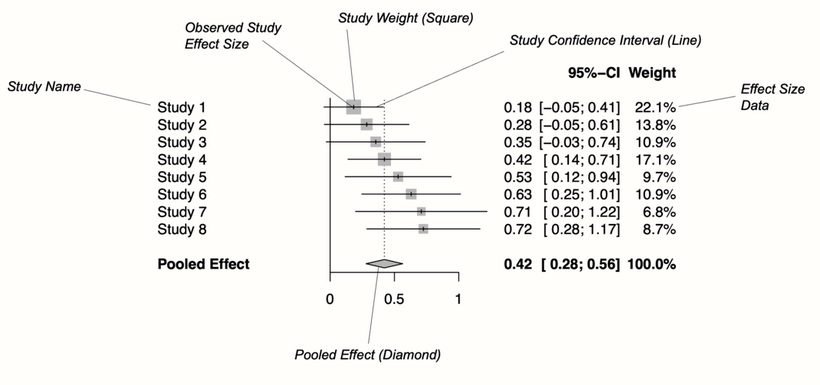 Study Weight (Square)
Observed Study
Effect Size
Study Confidence Interval (Line)
95%−CI Weight
Study Name
Effect Size
Data
Study 1 0.18 [−0.05; 0.41] 22.1%
Study 2 0.28 [−0.05; 0.61] 13.8%
Study 3 0.35 [−0.03; 0.74] 10.9%
Study 4 0.42 [ 0.14; 0.71] 17.1%
Study 5 0.53 [ 0.12; 0.94] 9.7%
Study 6 0.63 [ 0.25; 1.01] 10.9%
Study 7 0.71 [ 0.20; 1.22] 6.8%
Study 8 0.72 [ 0.28; 1.17] 8.7%
Pooled Effect 0.42 [ 0.28; 0.56] 100.0%
0 0.5 1
Pooled Effect (Diamond)